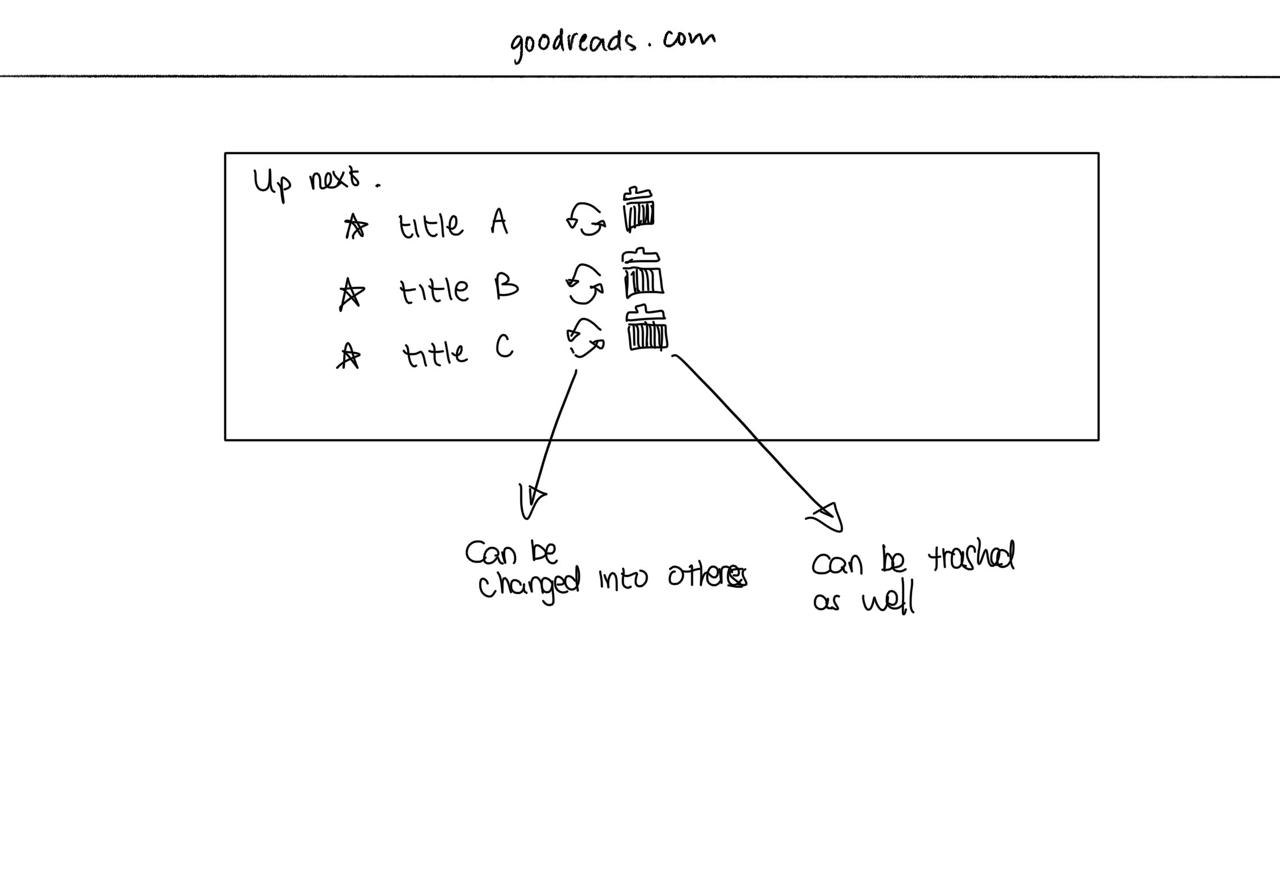 goodreads.com
Up next.
title A
title B
title C
Can be
changed into others
can be trashed
as well